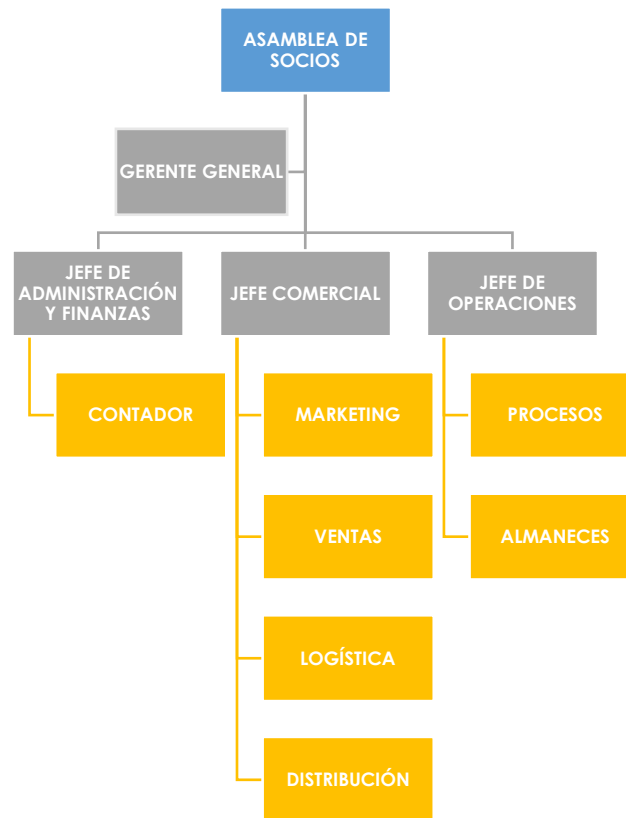 ASAMBLEA DE
SOCIOS
GERENTE GENERAL
JEFE DE
ADMINISTRACIÓN
Y FINANZAS
JEFE COMERCIAL
JEFE DE
OPERACIONES
CONTADOR
MARKETING
PROCESOS
VENTAS
ALMANECES
LOGÍSTICA
DISTRIBUCIÓN